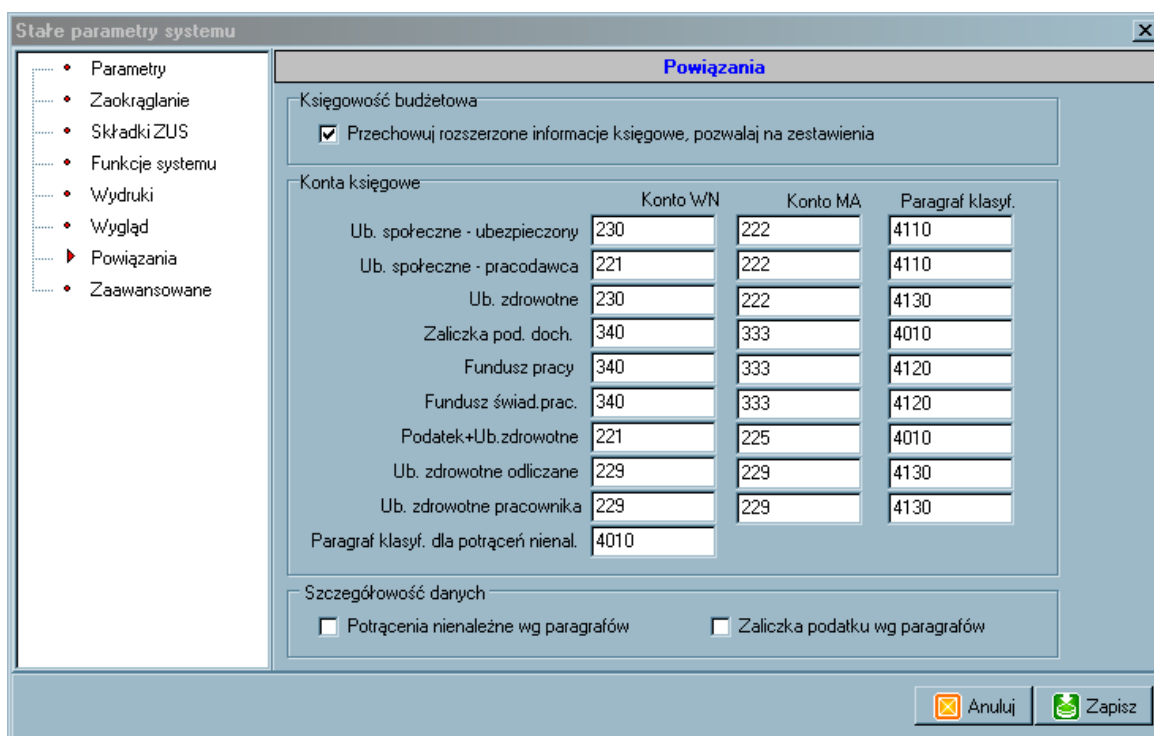 Stałe parametry systemu
Parametry
Zaokrąglanie
Składki ZUS
Funkcje systemu
Wydruki
Wygląd
Powiązania
Zaawansowane
Powiązania
Księgowość budżetowa
Przechowuj rozszerzone informacje księgowe, pozwalaj na zestawienia
Konta księgowe
Konto WN Konto MA Paragraf klasyf.
Ub. społeczne - ubezpieczony 230 222 4110
Ub. społeczne - pracodawca 221 222 4110
Ub. zdrowotne 230 222 4130
Zaliczka pod. doch. 340 333 4010
Fundusz pracy 340 333 4120
Fundusz świad.prac. 340 333 4120
Podatek+Ub.zdrowotne 221 225 4010
Ub. zdrowotne odliczane 229 229 4130
Ub. zdrowotne pracownika 229 229 4130
Paragraf klasyf. dla potrąceń nienal. 4010
Szczegółowość danych
Potrącenia nienależne wg paragrafów Zaliczka podatku wg paragrafów
Anuluj Zapisz